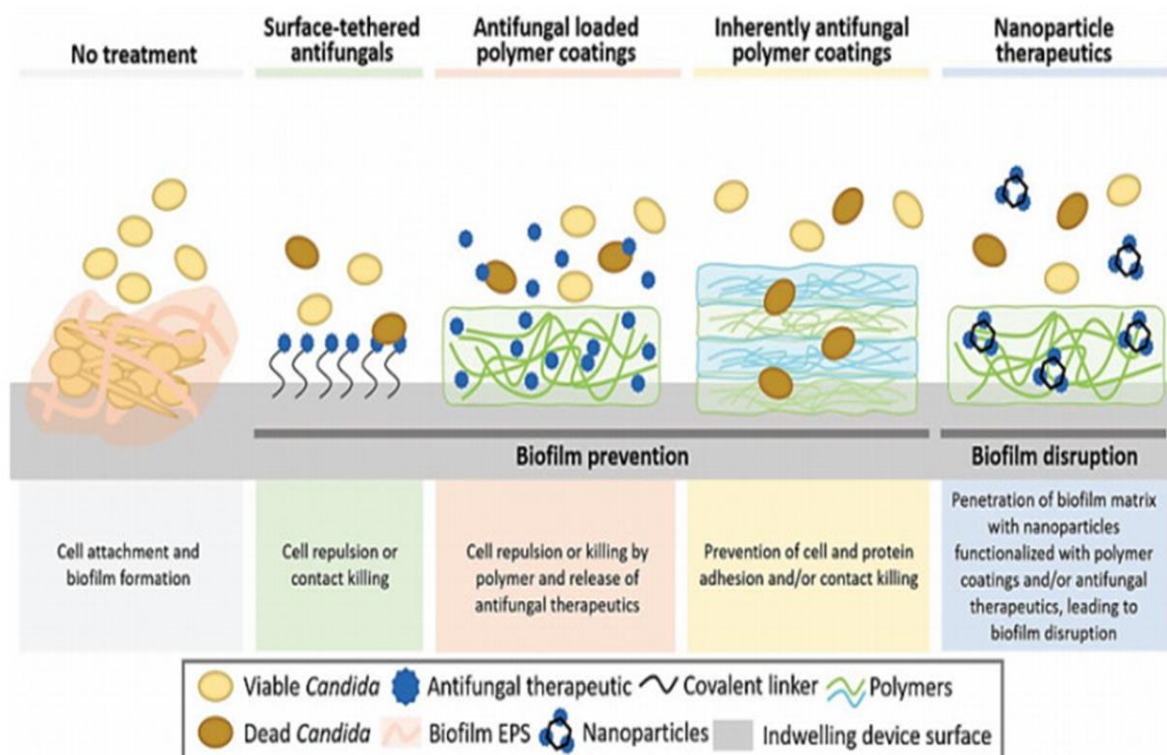 No treatment
Surface-tethered
antifungals
Antifungal loaded
polymer coatings
Inherently antifungal
polymer coatings
Nanoparticle
therapeutics
Biofilm prevention
Biofilm disruption
Cell attachment and
biofilm formation
Cell repulsion or
contact killing
Cell repulsion or killing by
polymer and release of
antifungal therapeutics
Prevention of cell and protein
adhesion and/or contact killing
Penetration of biofilm matrix
with nanoparticles
functionalized with polymer
coatings and/or antifungal
therapeutics, leading to
biofilm disruption
Viable Candida
Antifungal therapeutic
Covalent linker
Polymers
Dead Candida
Biofilm EPS
Nanoparticles
Indwelling device surface